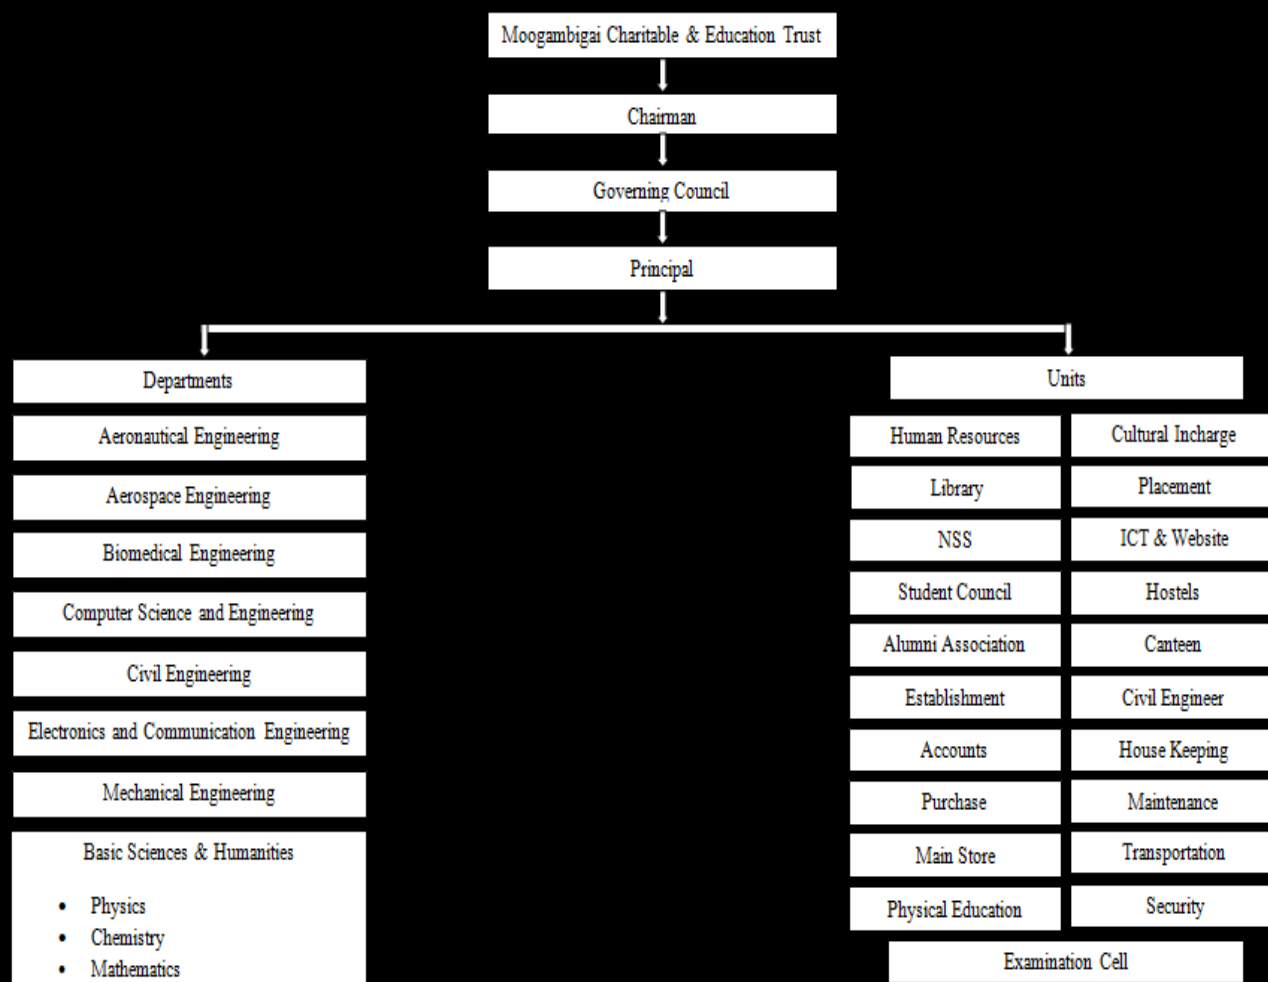 Moogambigai Charitable & Education Trust
Chairman
Governing Council
Principal
Departments
Aeronautical Engineering
Aerospace Engineering
Biomedical Engineering
Computer Science and Engineering
Civil Engineering
Electronics and Communication Engineering
Mechanical Engineering
Basic Sciences & Humanities
• Physics
• Chemistry
• Mathematics
Units
Human Resources
Cultural Incharge
Library
Placement
NSS
ICT & Website
Student Council
Hostels
Alumni Association
Canteen
Establishment
Civil Engineer
Accounts
House Keeping
Purchase
Maintenance
Main Store
Transportation
Physical Education
Security
Examination Cell